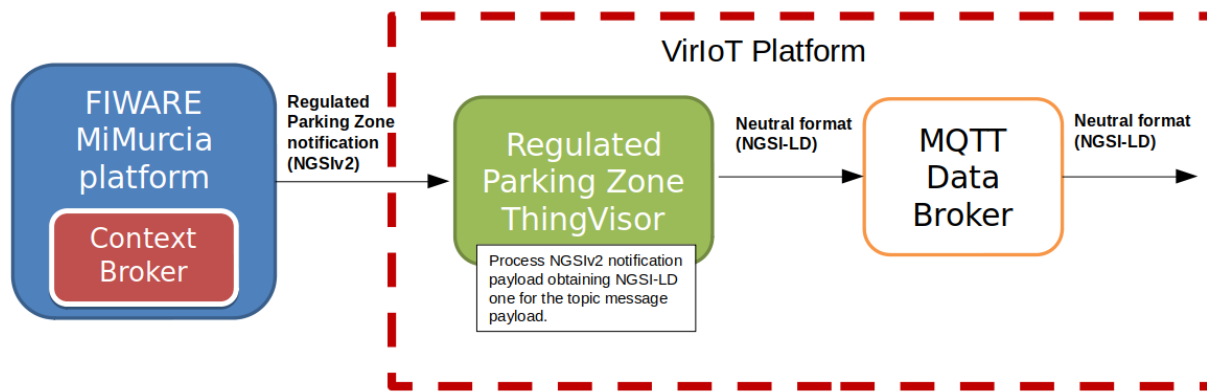 VirIoT Platform
FIWARE
MiMurcia
platform
Context
Broker
Regulated
Parking Zone
notification
(NGSIv2)
Regulated
Parking Zone
ThingVisor
Process NGSIv2 notification
payload obtaining NGSI-LD
one for the topic message
payload.
Neutral format
(NGSI-LD)
MQTT
Data
Broker
Neutral format
(NGSI-LD)